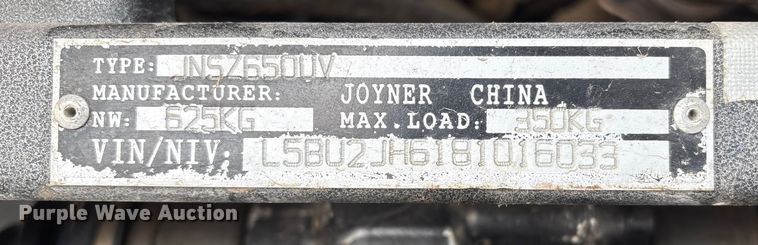 TYPE: JNSZ650UV
MANUFACTURER: JOYNER CHINA
NW: 625KG MAX.LOAD: 350KG
VIN/NIV: L5BU2JH6181016033
Purple Wave Auction